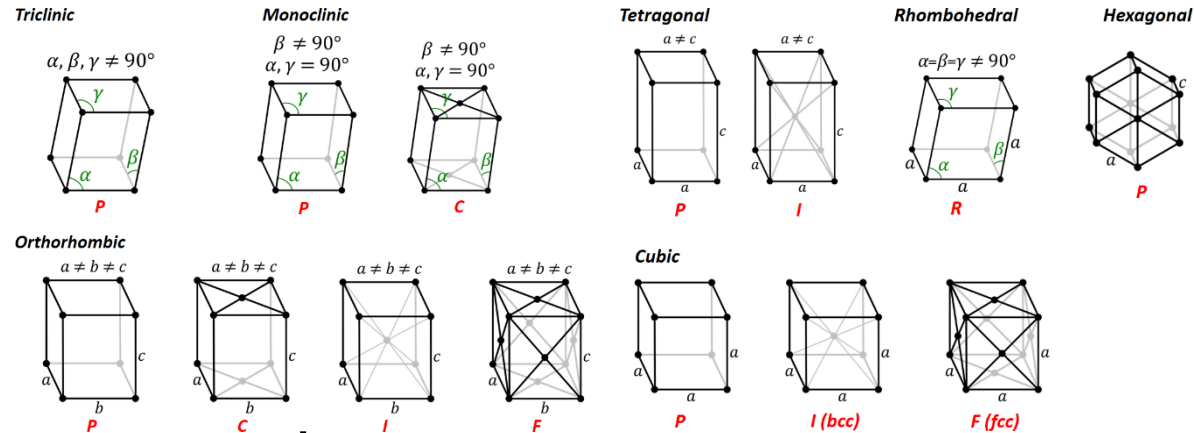 Triclinic
α, β, γ ≠ 90°
γ
β
α
P
Monoclinic
β ≠ 90°
α, γ = 90°
γ
β
α
P
β ≠ 90°
α, γ = 90°
γ
β
α
C
Tetragonal
a ≠ c
c
a
a
P
a ≠ c
c
a
a
I
Rhombohedral
α=β=γ ≠ 90°
γ
β
a
a
α
a
R
Hexagonal
c
a
P
Orthorhombic
a ≠ b ≠ c
c
a
b
P
a ≠ b ≠ c
c
a
b
C
a ≠ b ≠ c
c
a
b
I
a ≠ b ≠ c
c
a
b
F
Cubic
a
a
a
P
a
a
a
I (bcc)
a
a
a
F (fcc)